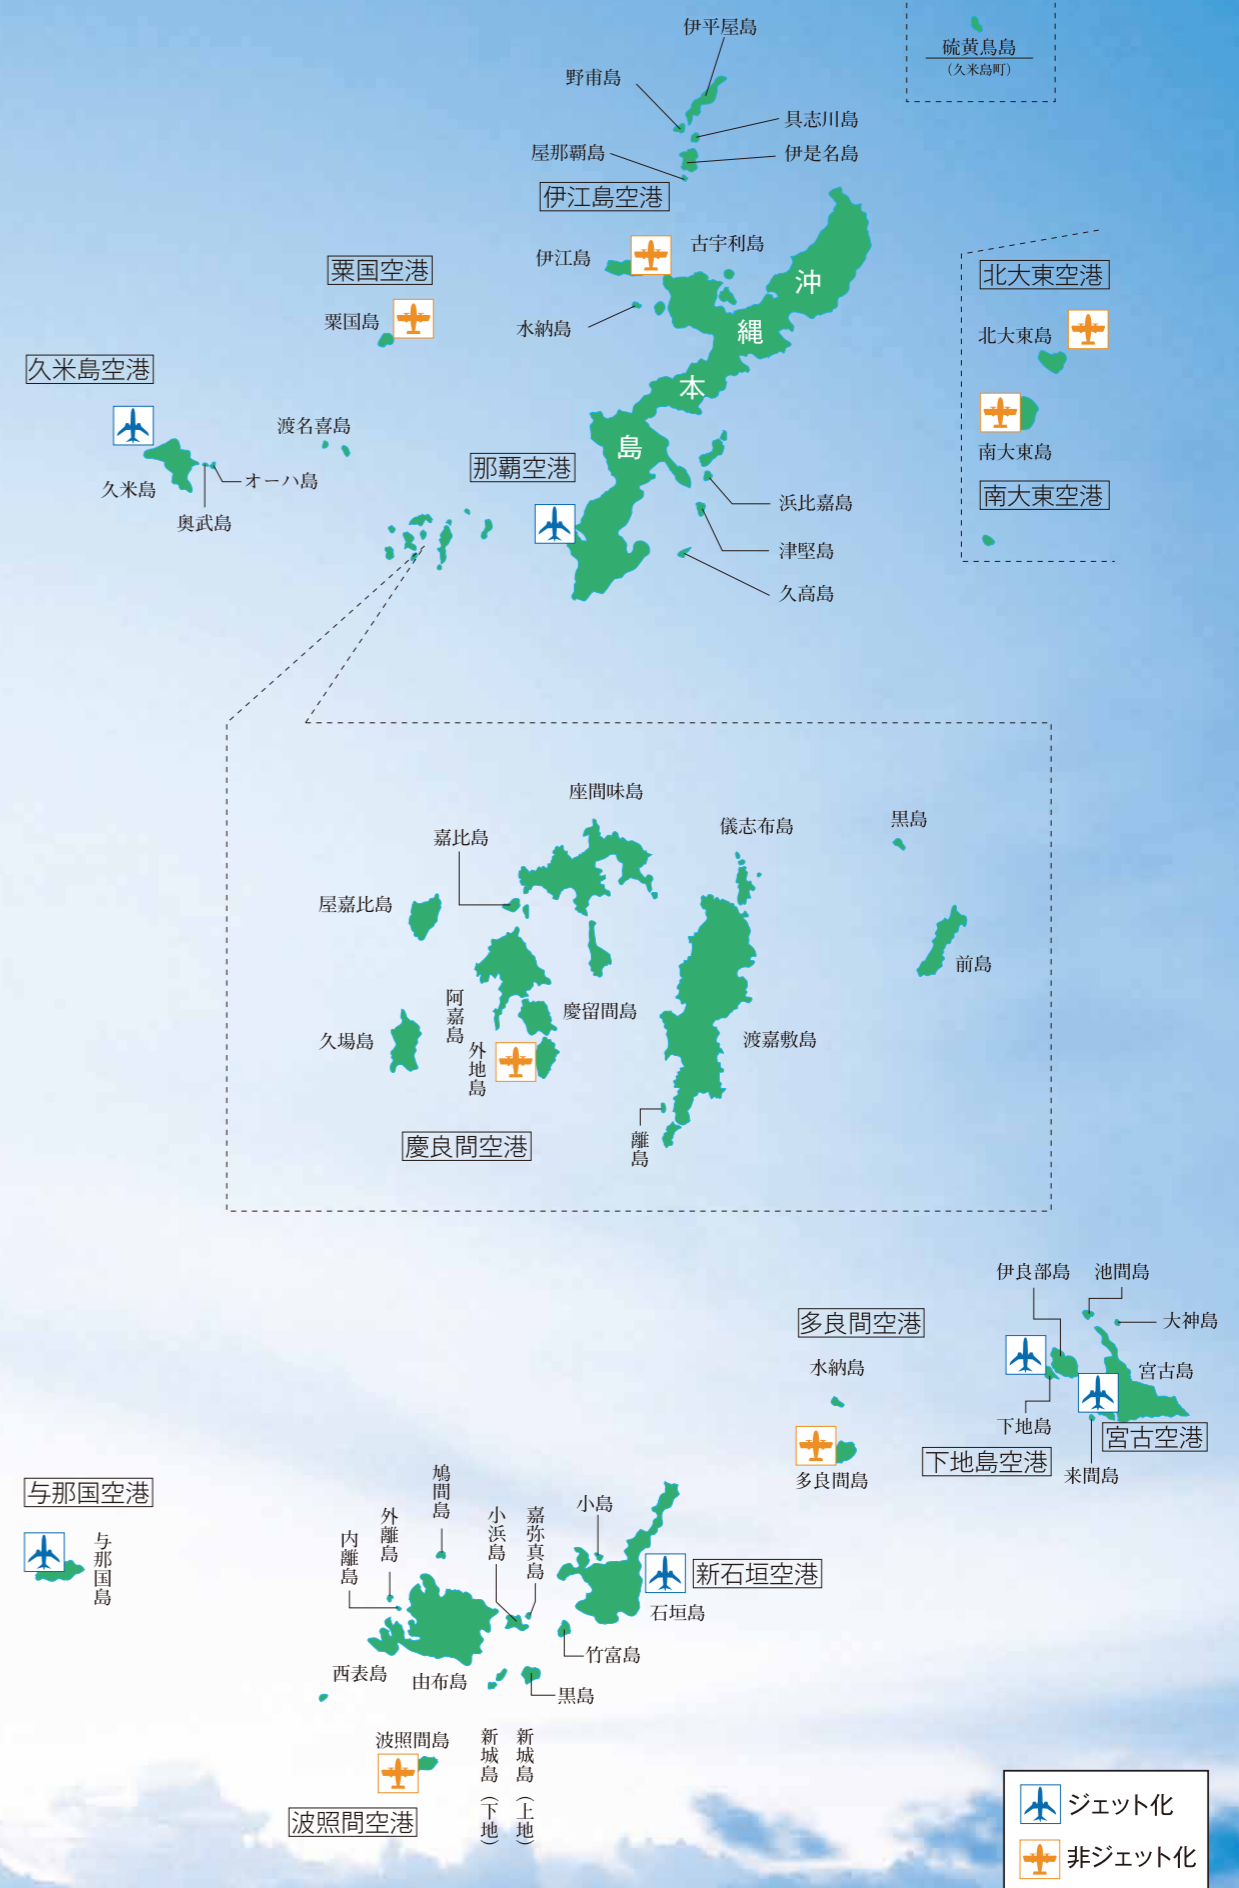 伊平屋島
硫黄鳥島
(久米島町)
野甫島
具志川島
屋那覇島
伊是名島
伊江島空港
伊江島
古宇利島
粟国空港
粟国島
水納島
沖
縄
本
島
北大東空港
北大東島
南大東島
南大東空港
久米島空港
久米島
渡名喜島
オーハ島
奥武島
那覇空港
浜比嘉島
津堅島
久高島
座間味島
嘉比島
儀志布島
黒島
屋嘉比島
前島
阿嘉島
慶留間島
久場島
外地島
渡嘉敷島
慶良間空港
離島
伊良部島
池間島
多良間空港
大神島
水納島
宮古島
下地島
宮古空港
下地島空港
来間島
多良間島
与那国空港
与那国島
鳩間島
外離島
内離島
小浜島
嘉弥真島
小島
新石垣空港
石垣島
竹富島
西表島
由布島
黒島
波照間島
新城島(下地)
新城島(上地)
波照間空港
ジェット化
非ジェット化